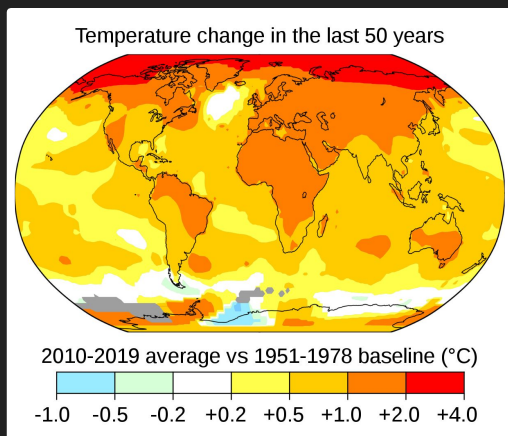 Temperature change in the last 50 years
2010-2019 average vs 1951-1978 baseline (°C)
-1.0 -0.5 -0.2 +0.2 +0.5 +1.0 +2.0 +4.0